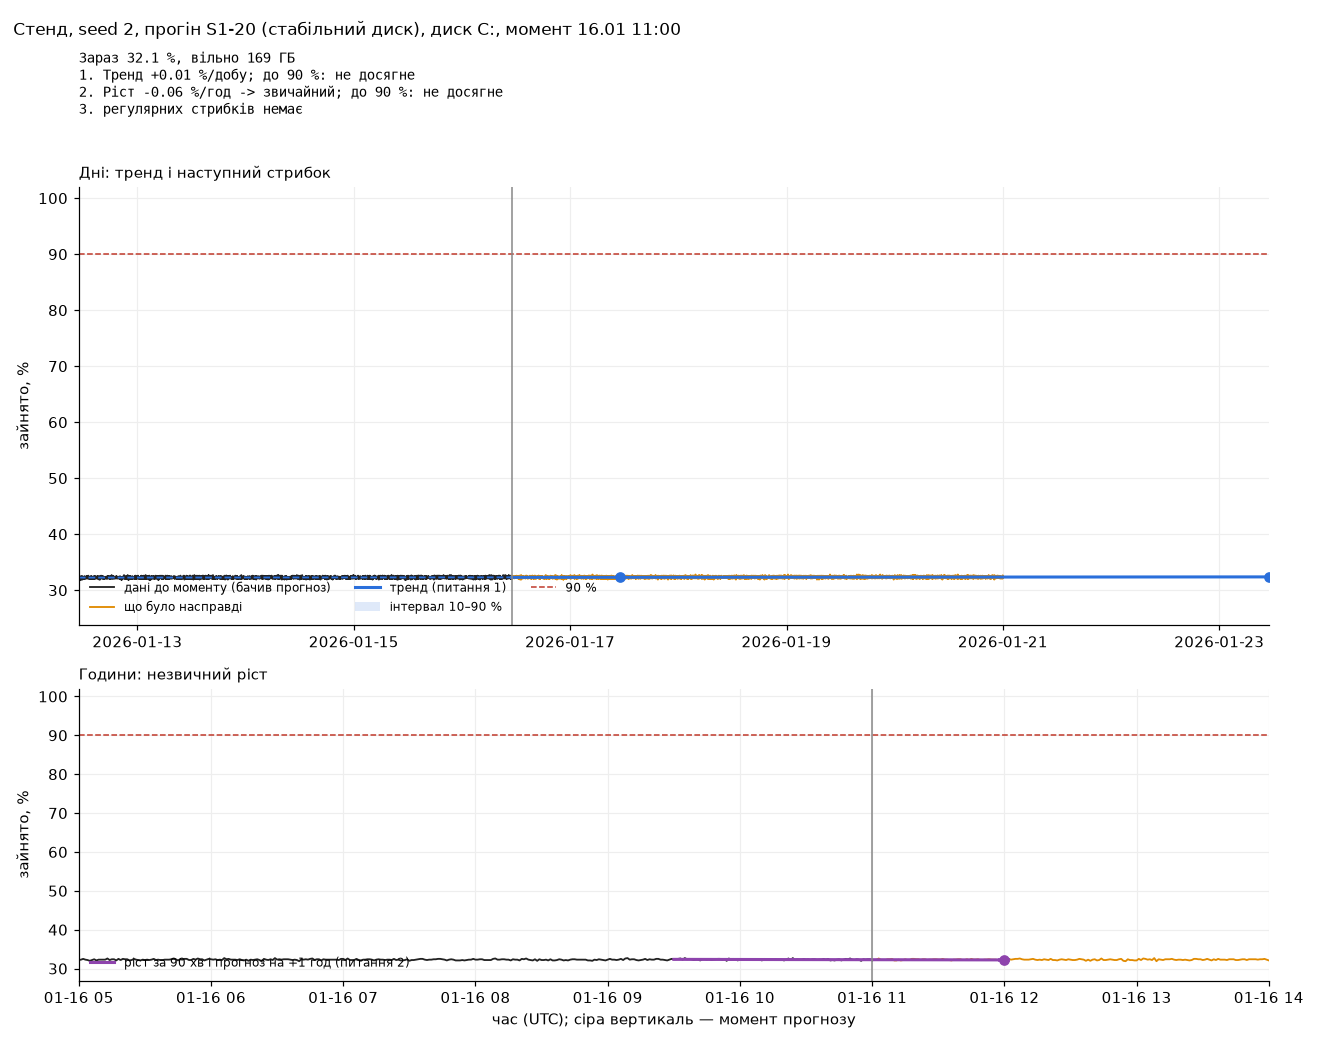 Стенд, seed 2, прогін S1-20 (стабільний диск), диск C:, момент 16.01 11:00
Зараз 32.1 %, вільно 169 ГБ
1. Тренд +0.01 %/добу; до 90 %: не досягне
2. Ріст -0.06 %/год -> звичайний; до 90 %: не досягне
3. регулярних стрибків немає
Дні: тренд і наступний стрибок
100
90
80
70
60
50
40
30
зайнято, %
дані до моменту (бачив прогноз)
тренд (питання 1)
90 %
що було насправді
інтервал 10–90 %
2026-01-13
2026-01-15
2026-01-17
2026-01-19
2026-01-21
2026-01-23
Години: незвичний ріст
100
90
80
70
60
50
40
30
зайнято, %
ріст за 90 хв і прогноз на +1 год (питання 2)
01-16 05
01-16 06
01-16 07
01-16 08
01-16 09
01-16 10
01-16 11
01-16 12
01-16 13
01-16 14
час (UTC); сіра вертикаль — момент прогнозу